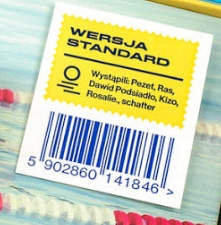 WERSJA
STANDARD
Wystąpili: Pezet, Ras,
Dawid Podsiadło, Kizo,
Rosalie., schafter
5 902860 141846 >